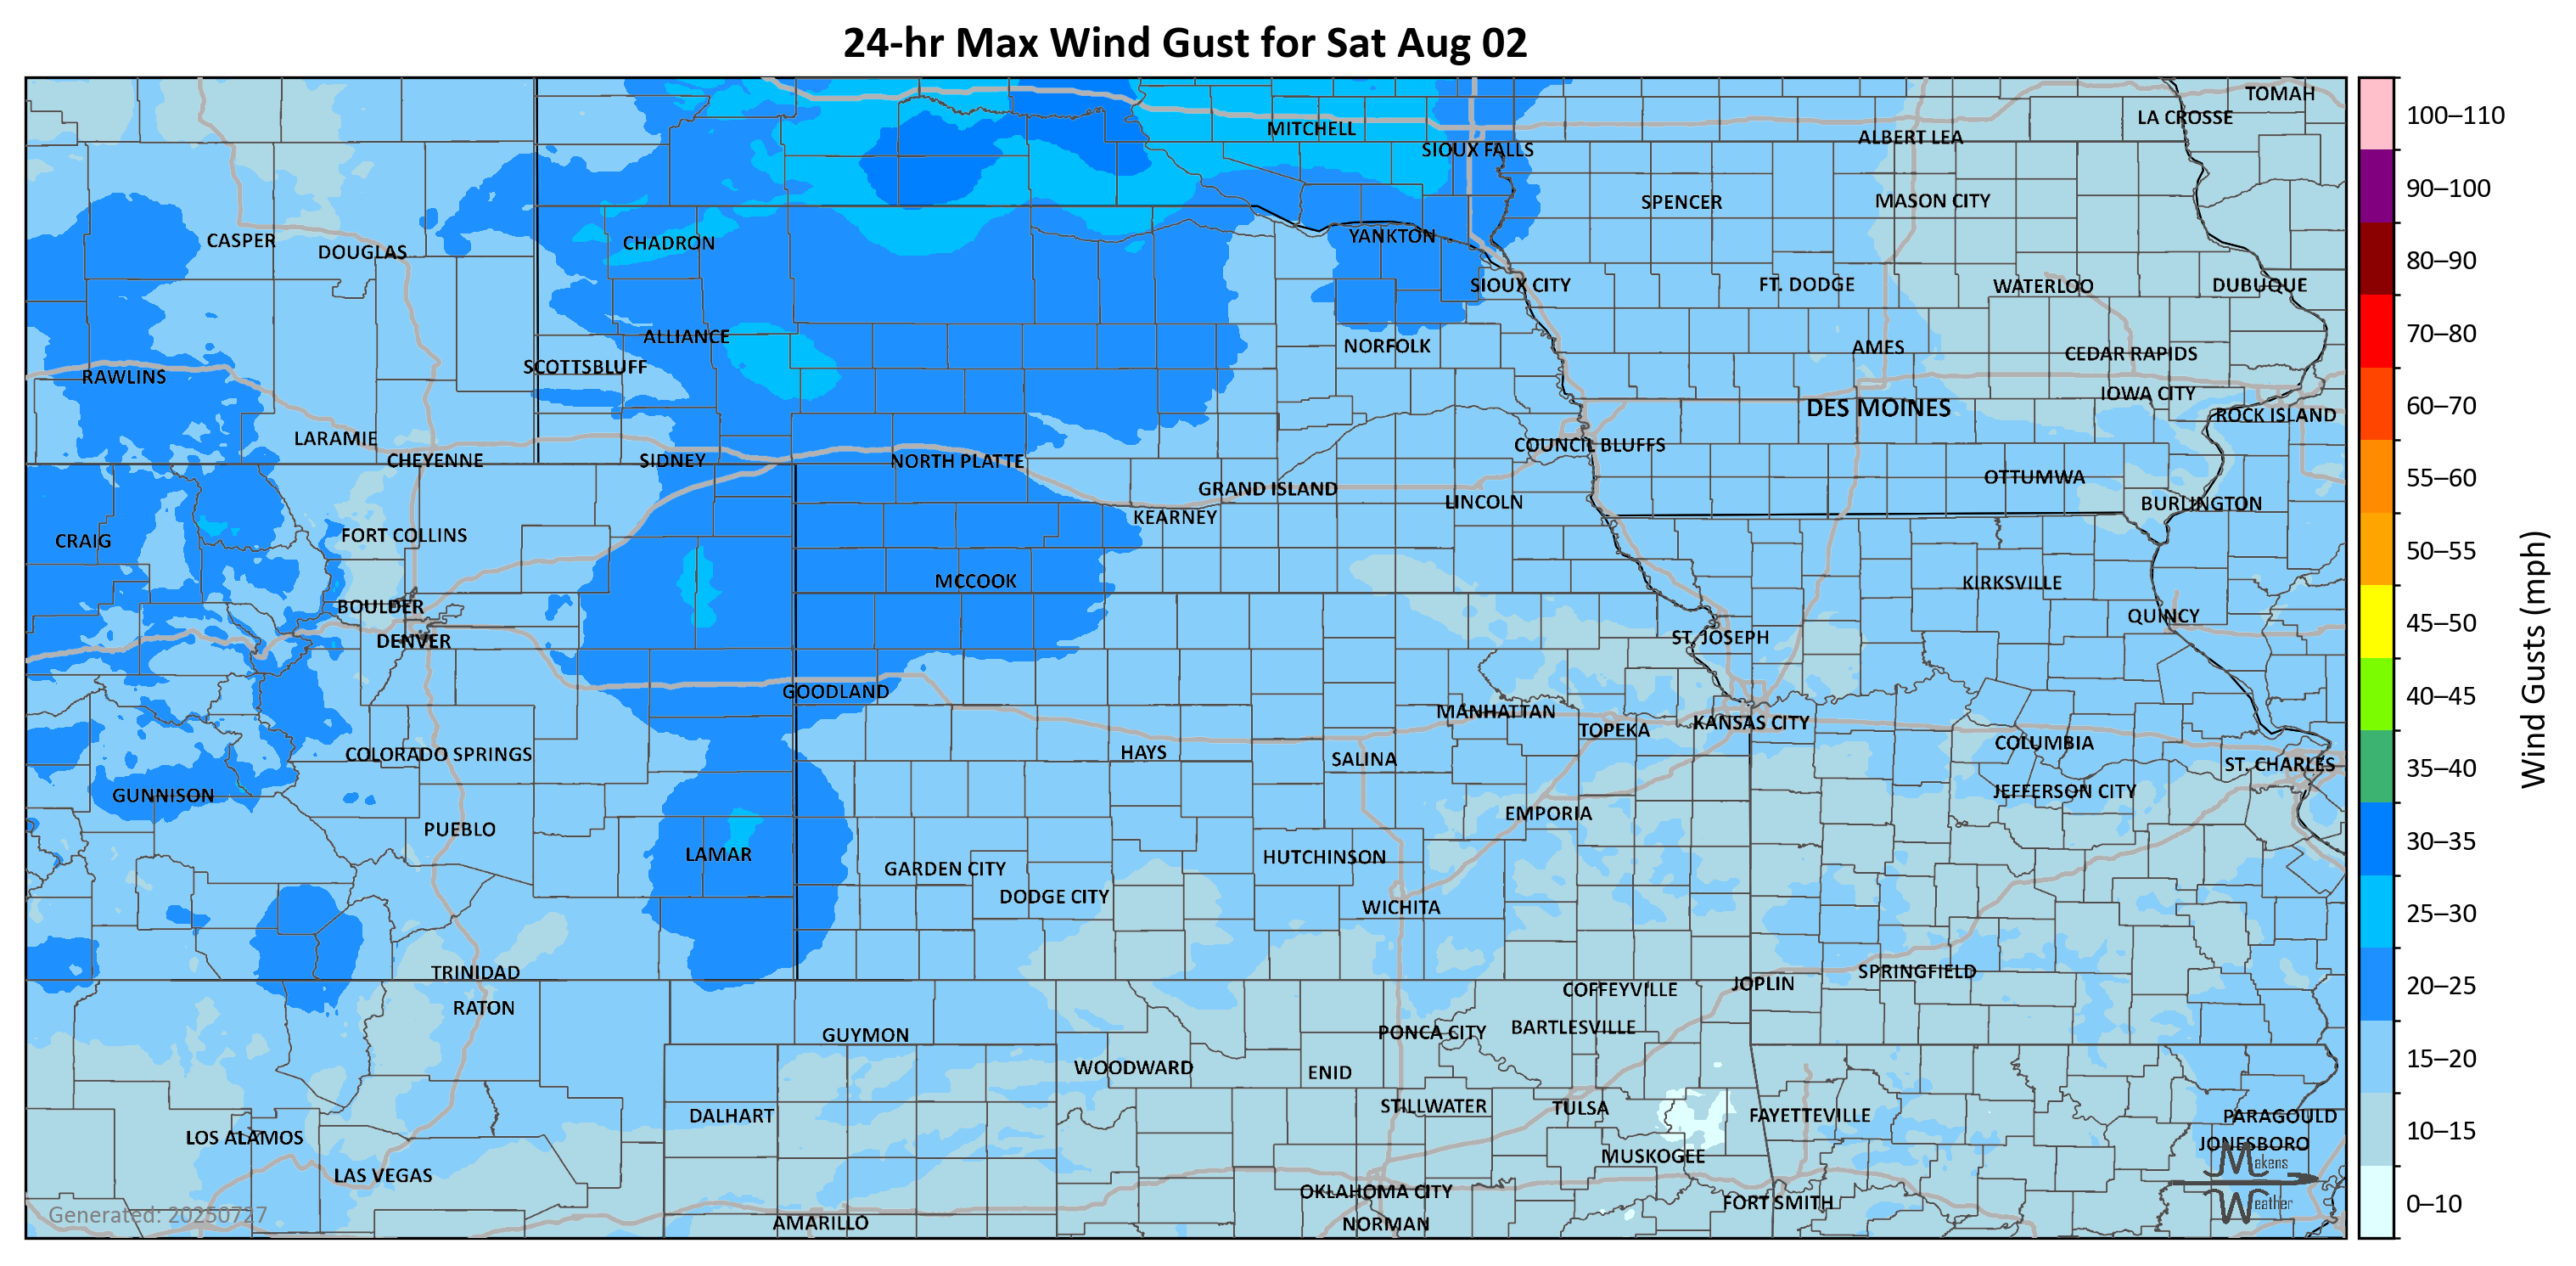 24-hr Max Wind Gust for Sat Aug 02
TOMAH
LA CROSSE
MITCHELL
ALBERT LEA
SIOUX FALLS
SPENCER
MASON CITY
CASPER
DOUGLAS
CHADRON
YANKTON
SIOUX CITY
FT. DODGE
WATERLOO
DUBUQUE
ALLIANCE
NORFOLK
AMES
CEDAR RAPIDS
SCOTTSBLUFF
RAWLINS
IOWA CITY
DES MOINES
ROCK ISLAND
LARAMIE
COUNCIL BLUFFS
CHEYENNE
SIDNEY
NORTH PLATTE
OTTUMWA
GRAND ISLAND
LINCOLN
BURLINGTON
KEARNEY
CRAIG
FORT COLLINS
MCCOOK
KIRKSVILLE
BOULDER
QUINCY
DENVER
ST. JOSEPH
GOODLAND
MANHATTAN
TOPEKA
KANSAS CITY
COLUMBIA
COLORADO SPRINGS
HAYS
SALINA
ST. CHARLES
GUNNISON
JEFFERSON CITY
EMPORIA
PUEBLO
LAMAR
HUTCHINSON
GARDEN CITY
DODGE CITY
WICHITA
TRINIDAD
SPRINGFIELD
JOPLIN
COFFEYVILLE
RATON
GUYMON
PONCA CITY
BARTLESVILLE
WOODWARD
ENID
STILLWATER
TULSA
DALHART
FAYETTEVILLE
PARAGOULD
LOS ALAMOS
JONESBORO
MUSKOGEE
LAS VEGAS
OKLAHOMA CITY
FORT SMITH
AMARILLO
NORMAN
Generated: 20250727
Makens
Weather
100–110
90–100
80–90
70–80
60–70
55–60
50–55
45–50
40–45
35–40
30–35
25–30
20–25
15–20
10–15
0–10
Wind Gusts (mph)